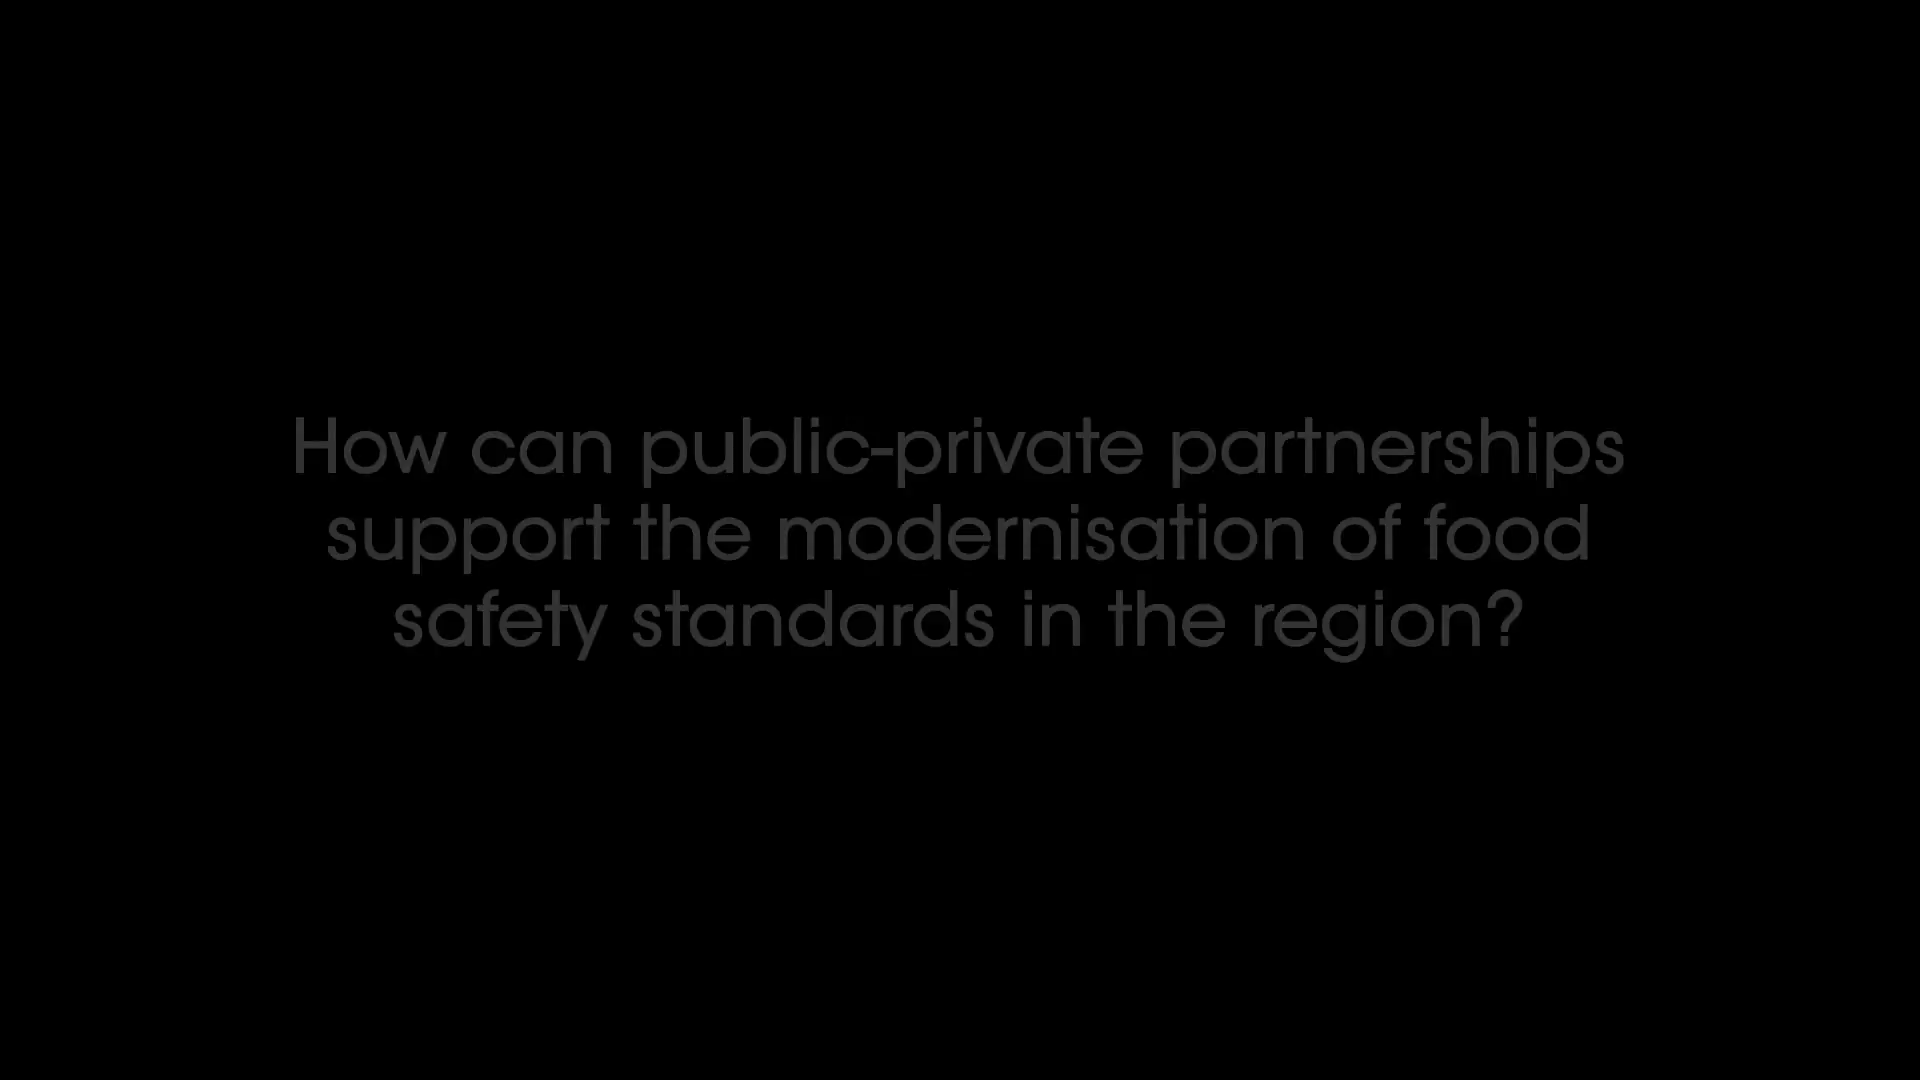 How can public-private partnerships
support the modernisation of food
safety standards in the region?